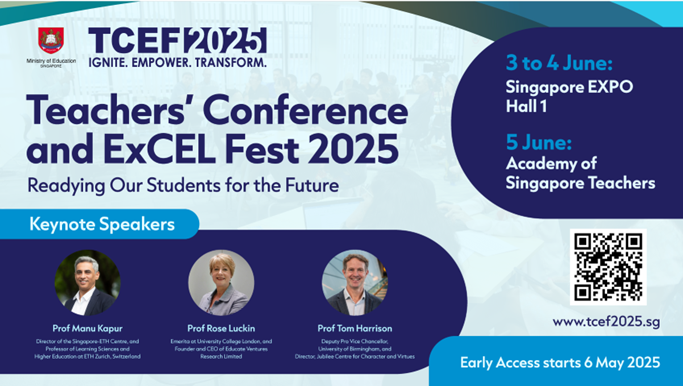 Ministry of Education
SINGAPORE
TCEF2025
IGNITE. EMPOWER. TRANSFORM.
Teachers' Conference
and ExCEL Fest 2025
Readying Our Students for the Future
3 to 4 June:
Singapore EXPO
Hall 1
5 June:
Academy of
Singapore Teachers
Keynote Speakers
Prof Manu Kapur
Director of the Singapore-ETH Centre, and
Professor of Learning Sciences and
Higher Education at ETH Zurich, Switzerland
Prof Rose Luckin
Emerita at University College London, and
Founder and CEO of Educate Ventures
Research Limited
Prof Tom Harrison
Deputy Pro Vice Chancellor,
University of Birmingham, and
Director, Jubilee Centre for Character and Virtues
www.tcef2025.sg
Early Access starts 6 May 2025